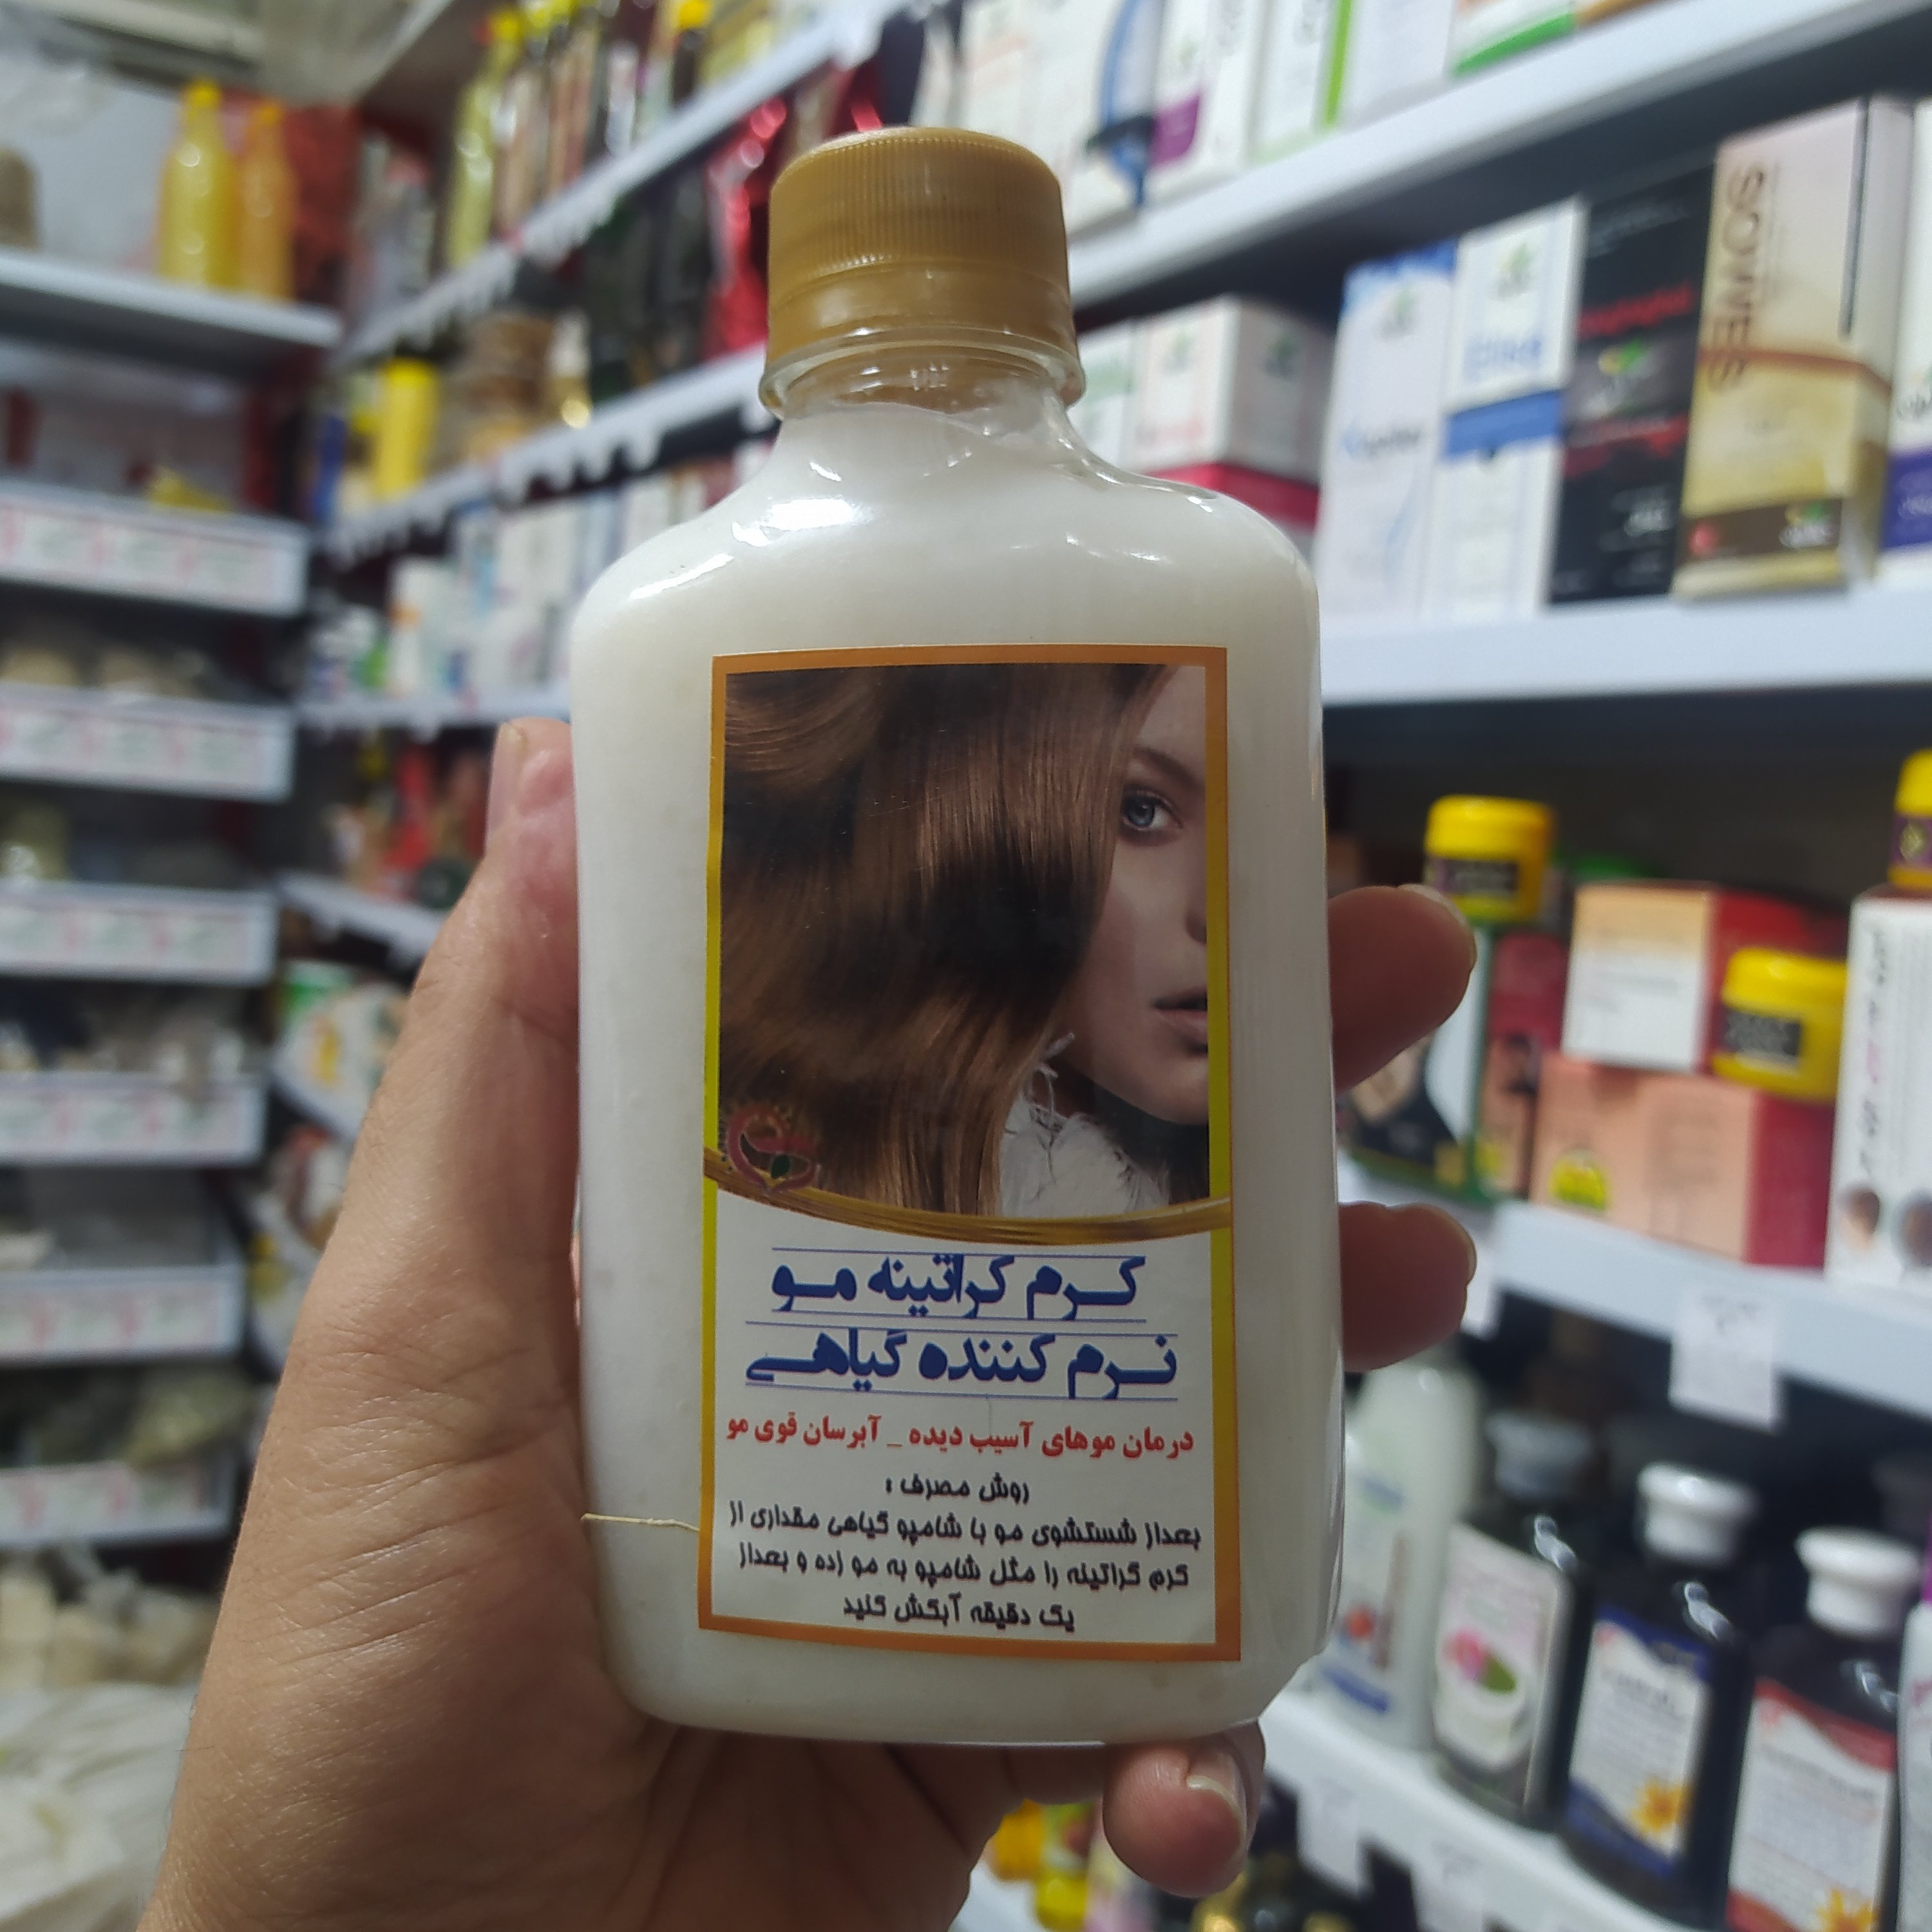 کرم کراتینه مو
نرم کننده گیاهی
درمان موهای آسیب دیده _ آبرسان قوی مو
روش مصرف :
بعداز شستشوی مو با شامپو گیاهی مقداری از
کرم کراتینه را مثل شامپو به مو زده و بعداز
یک دقیقه آبکش کنید
SOWES